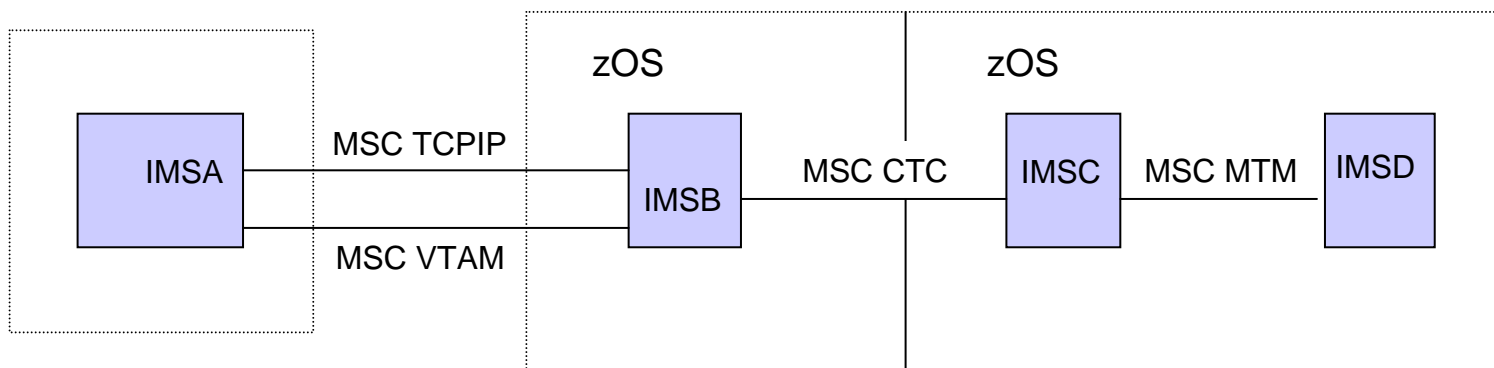 zOS
zOS
MSC TCPIP
IMSA
IMSB
MSC CTC
IMSC
MSC MTM
IMSD
MSC VTAM